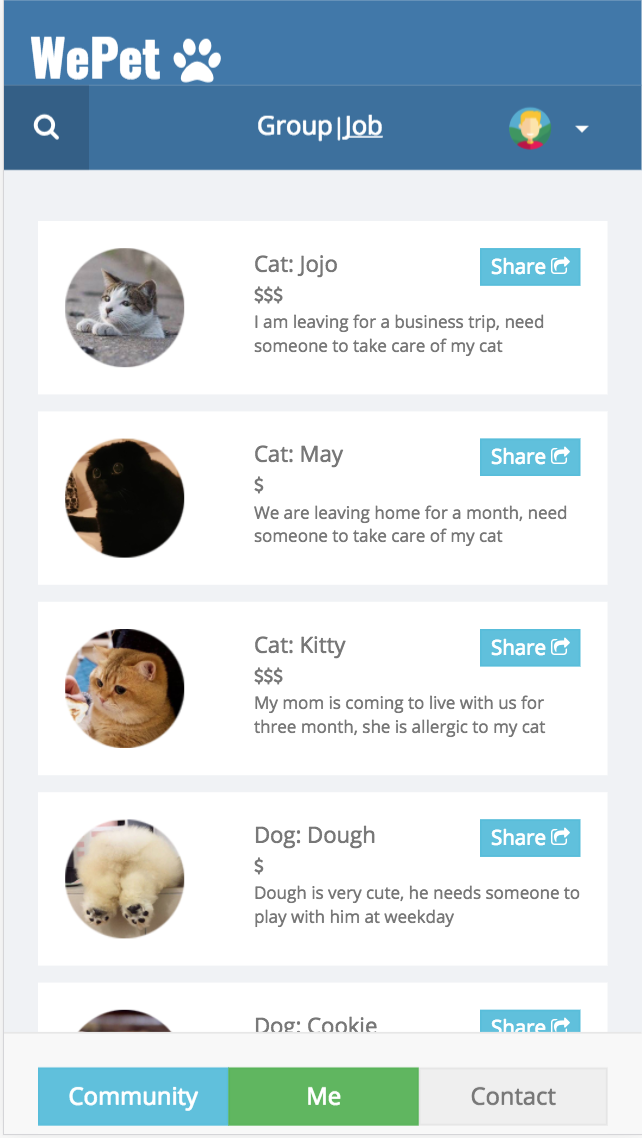 WePet
Group|Job
Cat: Jojo
Share
$$$
I am leaving for a business trip, need
someone to take care of my cat
Cat: May
Share
$
We are leaving home for a month, need
someone to take care of my cat
Cat: Kitty
Share
$$$
My mom is coming to live with us for
three month, she is allergic to my cat
Dog: Dough
Share
$
Dough is very cute, he needs someone to
play with him at weekday
Dog: Cookie
Share
Community
Me
Contact